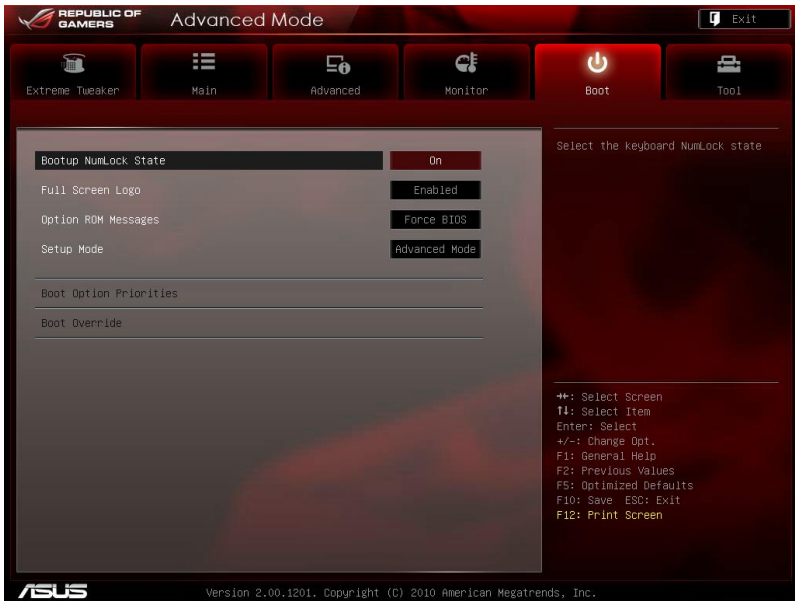 REPUBLIC OF
GAMERS
Advanced Mode
Exit
Extreme Tweaker
Main
Advanced
Monitor
Boot
Tool
Bootup NumLock State On
Full Screen Logo Enabled
Option ROM Messages Force BIOS
Setup Mode Advanced Mode
Boot Option Priorities
Boot Override
Select the keyboard NumLock state
→←: Select Screen
↑↓: Select Item
Enter: Select
+/-: Change Opt.
F1: General Help
F2: Previous Values
F5: Optimized Defaults
F10: Save  ESC: Exit
F12: Print Screen
ASUS
Version 2.00.1201. Copyright (C) 2010 American Megatrends, Inc.